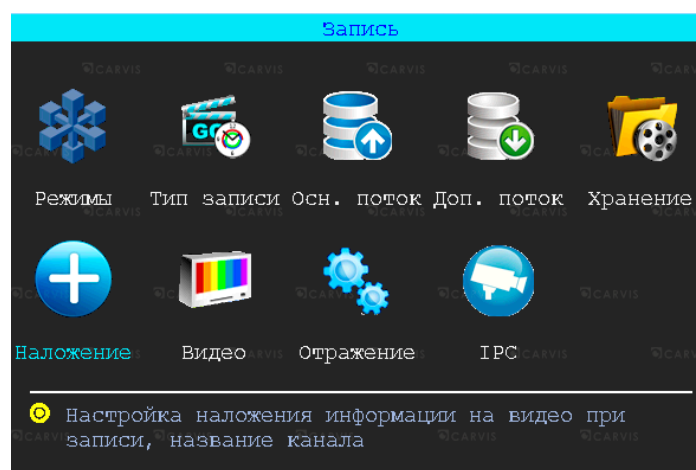 Запись
Режимы Тип записи Осн. поток Доп. поток Хранение
Наложение Видео Отражение IPC
Настройка наложения информации на видео при
записи, название канала